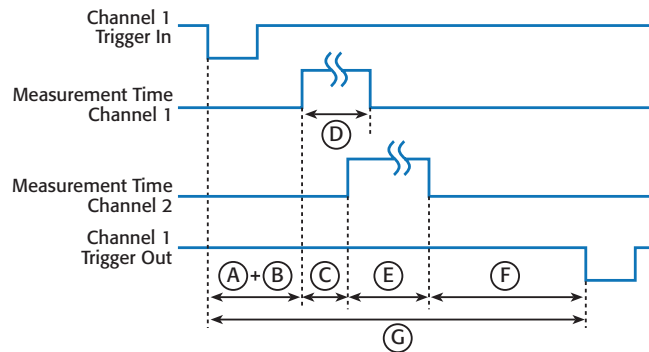 Channel 1
Trigger In
Measurement Time
Channel 1
D
Measurement Time
Channel 2
Channel 1
Trigger Out
A + B C E F
G